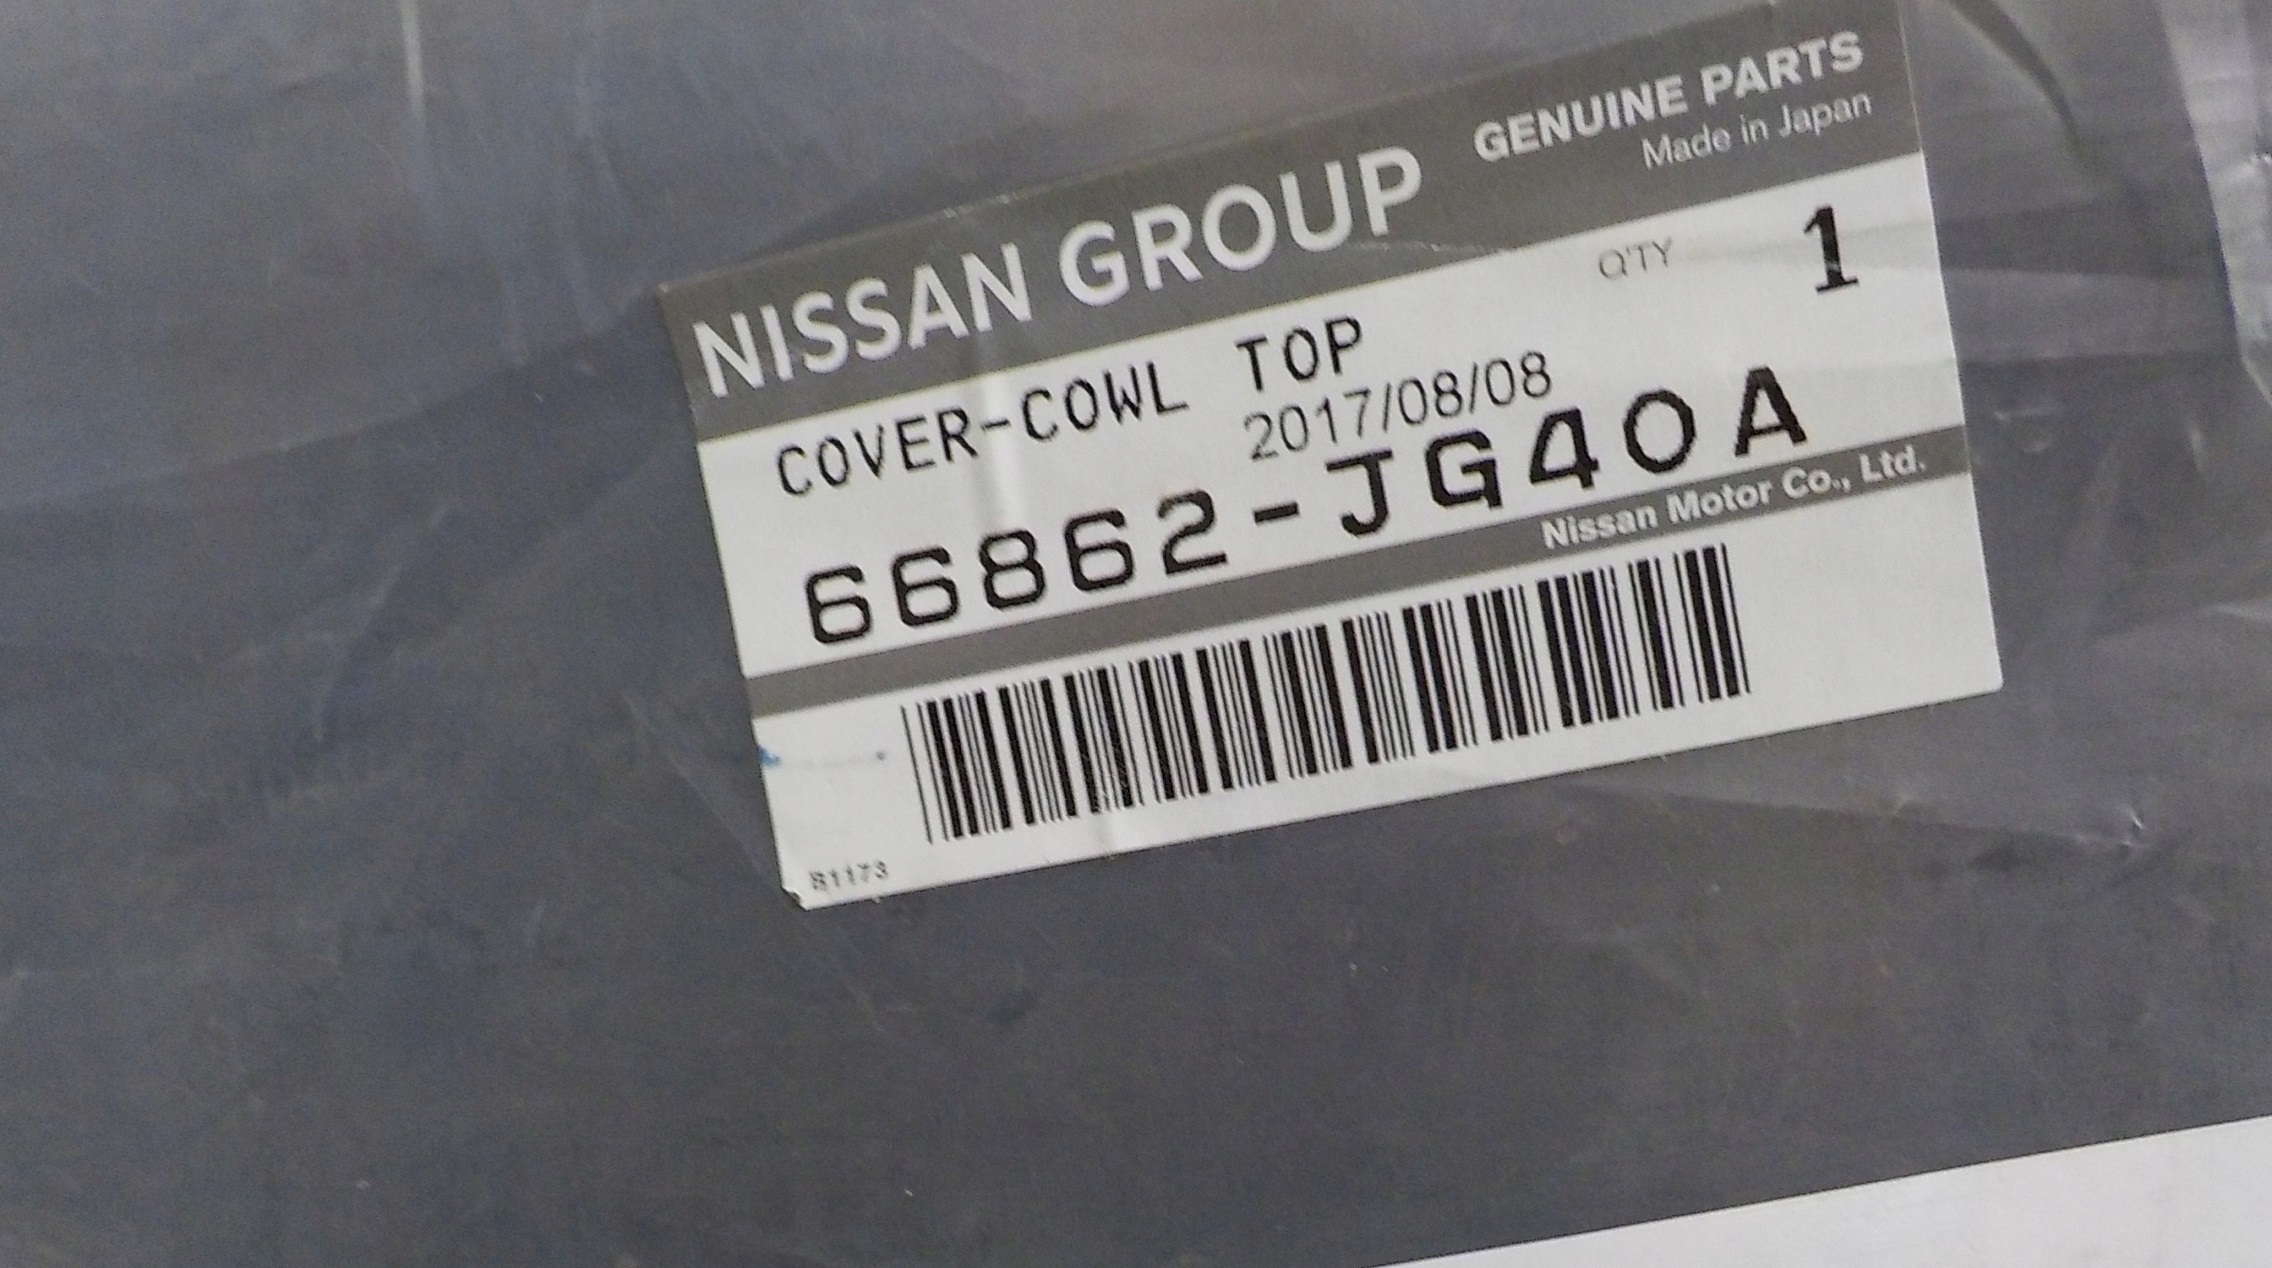 NISSAN GROUP
GENUINE PARTS
Made in Japan
Q'TY 1
COVER-COWL TOP
2017/08/08
66862-JG40A
Nissan Motor Co., Ltd.
B1173